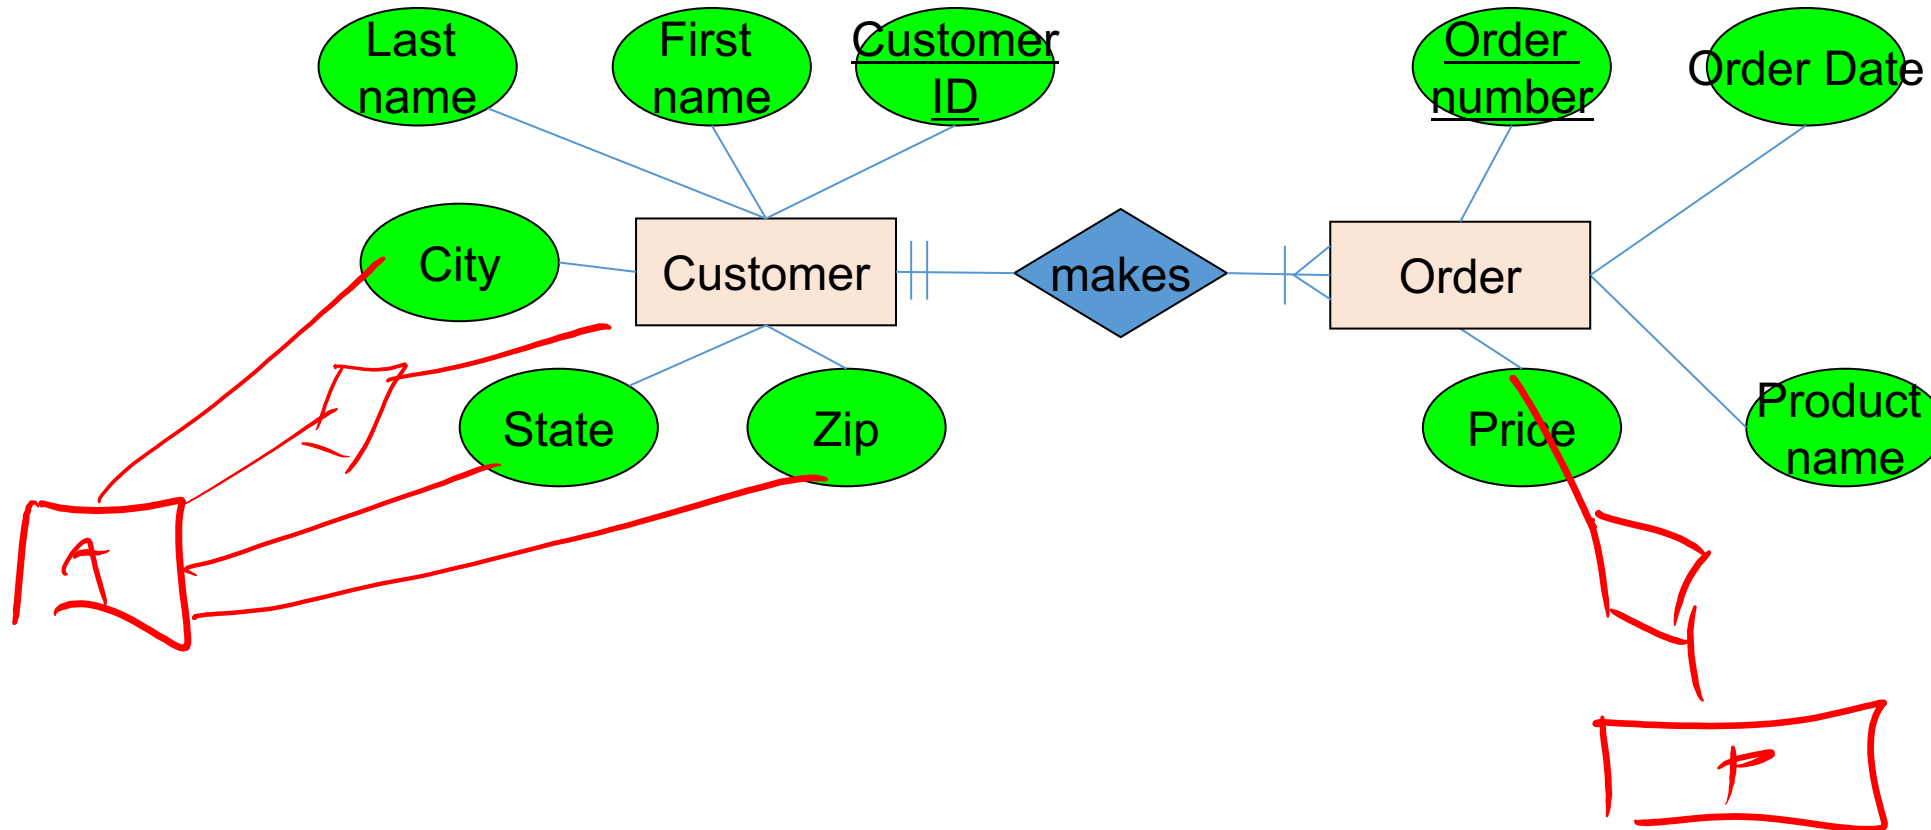 Last
name
First
name
Customer
ID
Order
number
Order Date
City
Customer
makes
Order
State
Zip
Price
Product
name